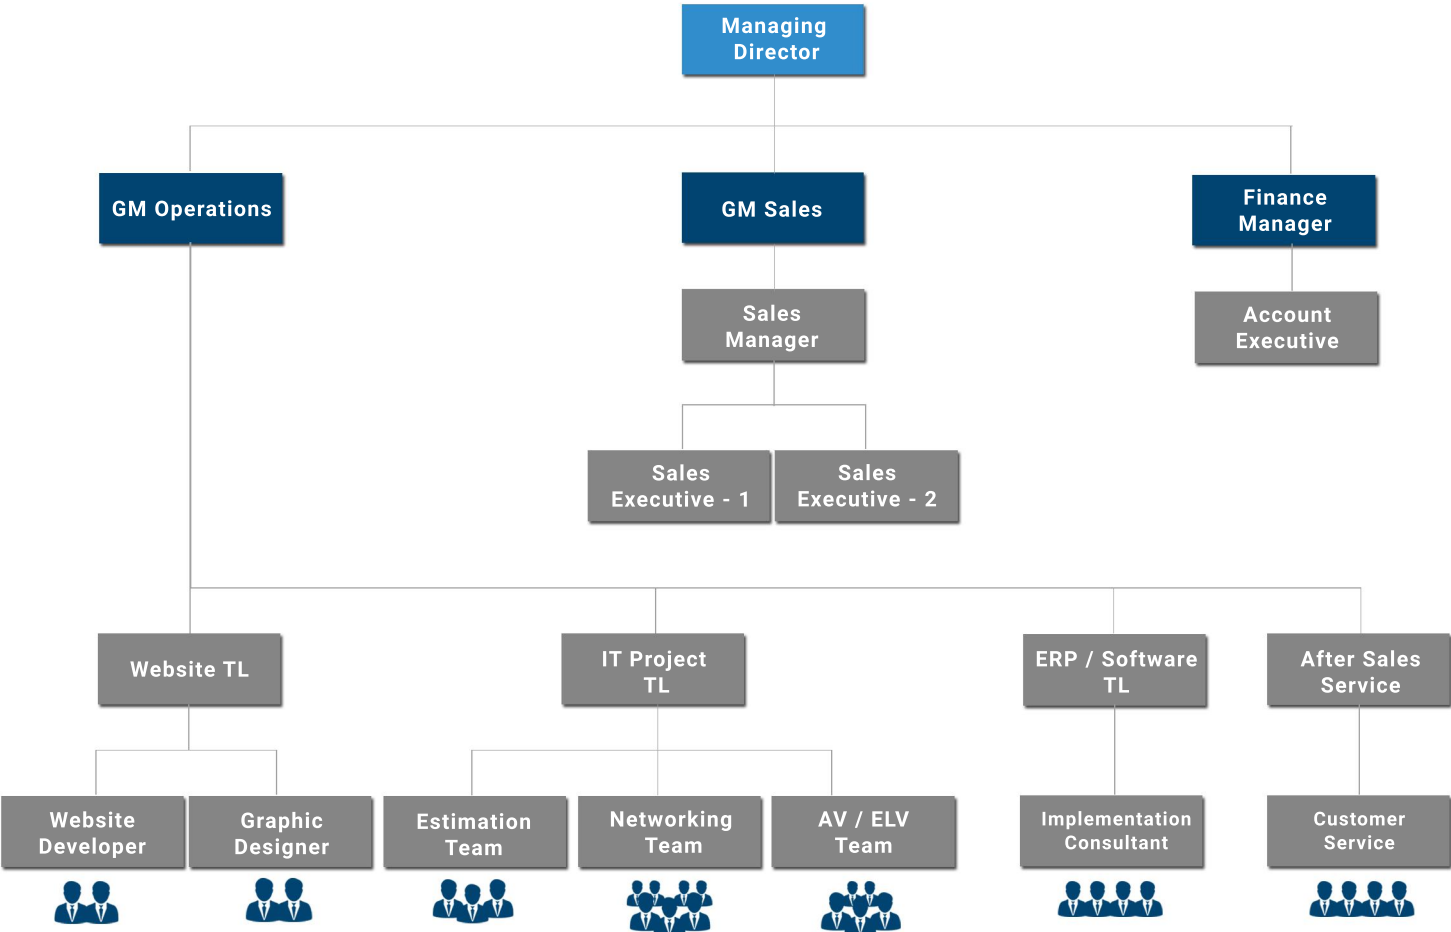 Managing
Director
GM Operations
GM Sales
Finance
Manager
Sales
Manager
Account
Executive
Sales
Executive - 1
Sales
Executive - 2
Website TL
IT Project
TL
ERP / Software
TL
After Sales
Service
Website
Developer
Graphic
Designer
Estimation
Team
Networking
Team
AV / ELV
Team
Implementation
Consultant
Customer
Service